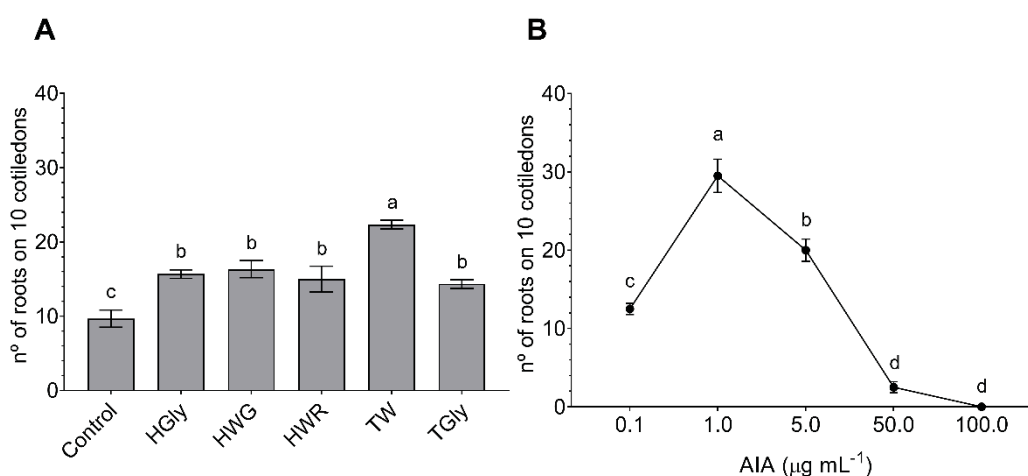 A
nº of roots on 10 cotiledons
40
30
20
10
0
c
b
b
b
a
b
Control
HGly
HWG
HWR
TW
TGly
B
nº of roots on 10 cotiledons
40
30
20
10
0
c
a
b
d
d
0.1
1.0
5.0
50.0
100.0
AIA (μg mL⁻¹)